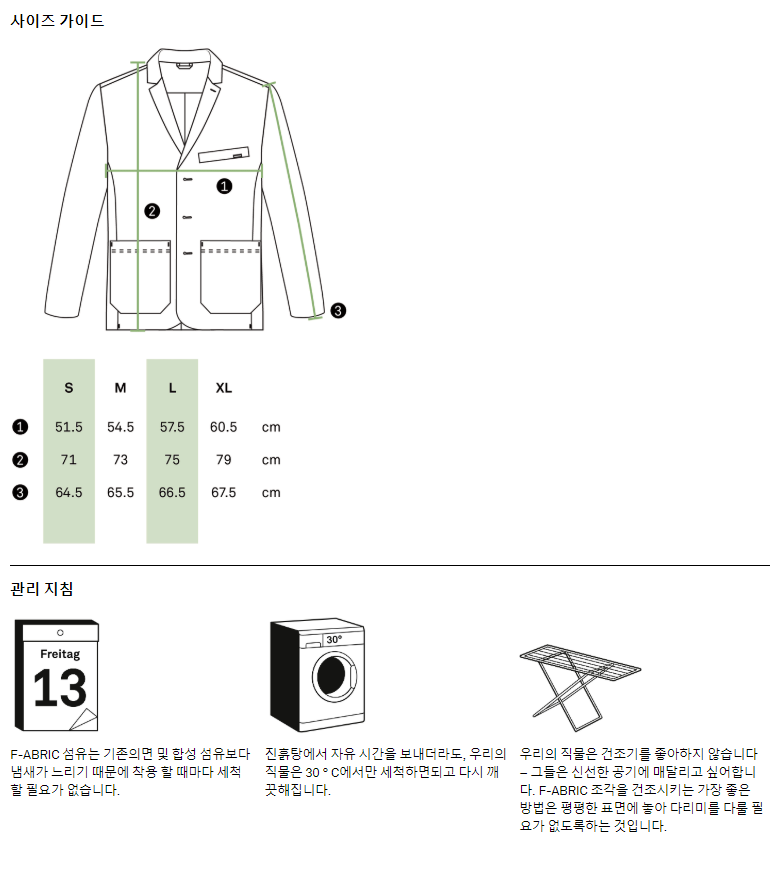 사이즈 가이드
1
2
3
S M L XL
1 51.5 54.5 57.5 60.5 cm
2 71 73 75 79 cm
3 64.5 65.5 66.5 67.5 cm
관리 지침
Freitag
13
F-ABRIC 섬유는 기존의면 및 합성 섬유보다
냄새가 느리기 때문에 착용 할 때마다 세척
할 필요가 없습니다.
30°
진흙탕에서 자유 시간을 보내더라도, 우리의
직물은 30 ° C에서만 세척하면되고 다시 깨
끗해집니다.
우리의 직물은 건조기를 좋아하지 않습니다
– 그들은 신선한 공기에 매달리고 싶어합니
다. F-ABRIC 조각을 건조시키는 가장 좋은
방법은 평평한 표면에 놓아 다리미를 다룰 필
요가 없도록하는 것입니다.